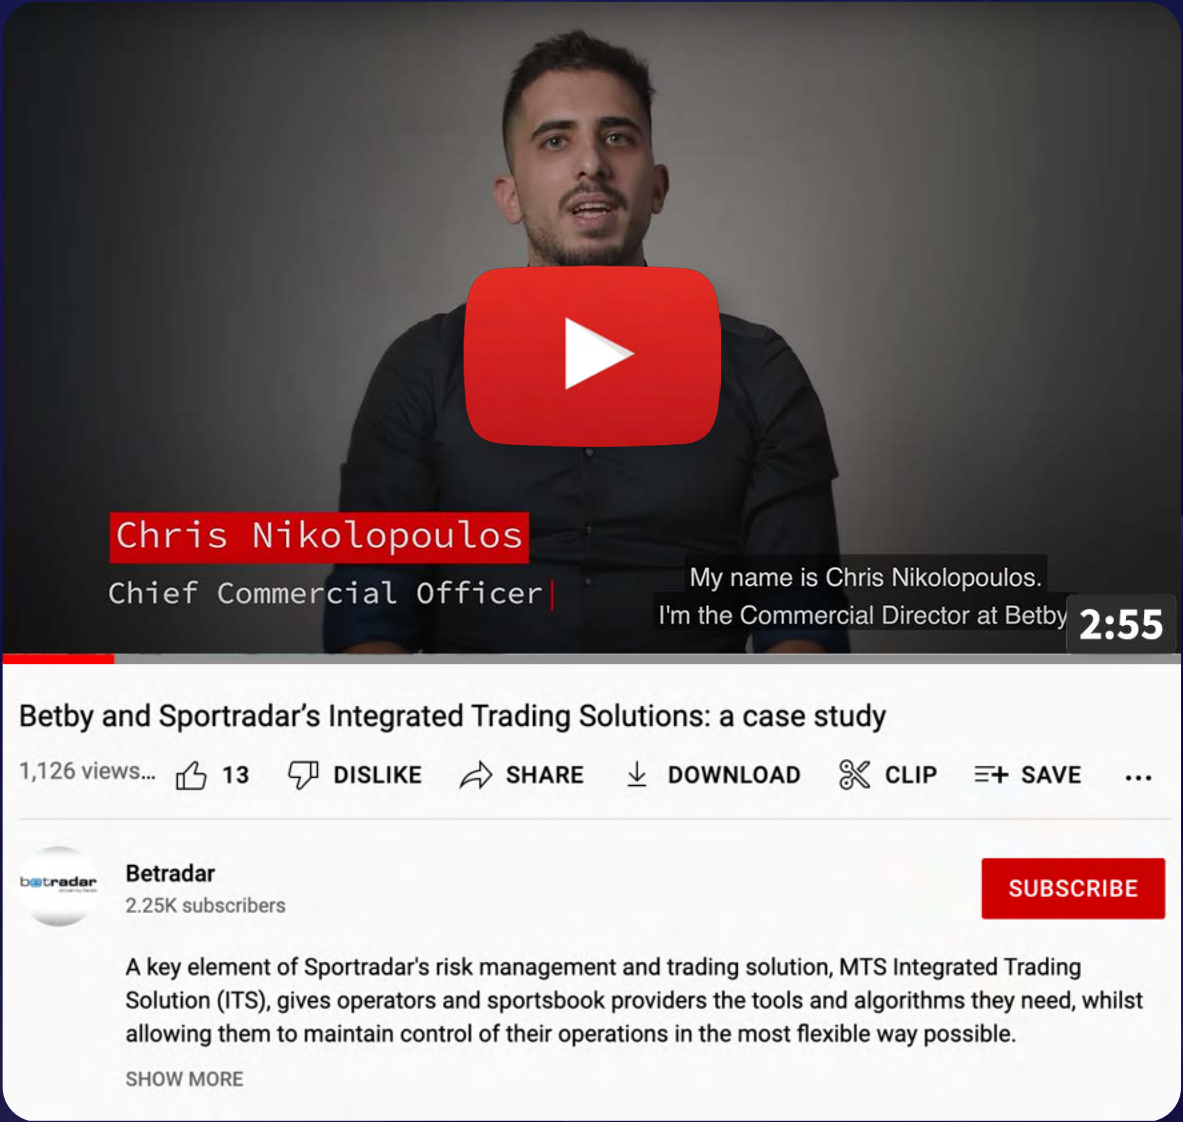 Chris Nikolopoulos
Chief Commercial Officer
My name is Chris Nikolopoulos.
I'm the Commercial Director at Betby
2:55
Betby and Sportradar’s Integrated Trading Solutions: a case study
1,126 views... 13 DISLIKE SHARE DOWNLOAD CLIP SAVE ...
betradar
Betradar
2.25K subscribers
SUBSCRIBE
A key element of Sportradar's risk management and trading solution, MTS Integrated Trading
Solution (ITS), gives operators and sportsbook providers the tools and algorithms they need, whilst
allowing them to maintain control of their operations in the most flexible way possible.
SHOW MORE